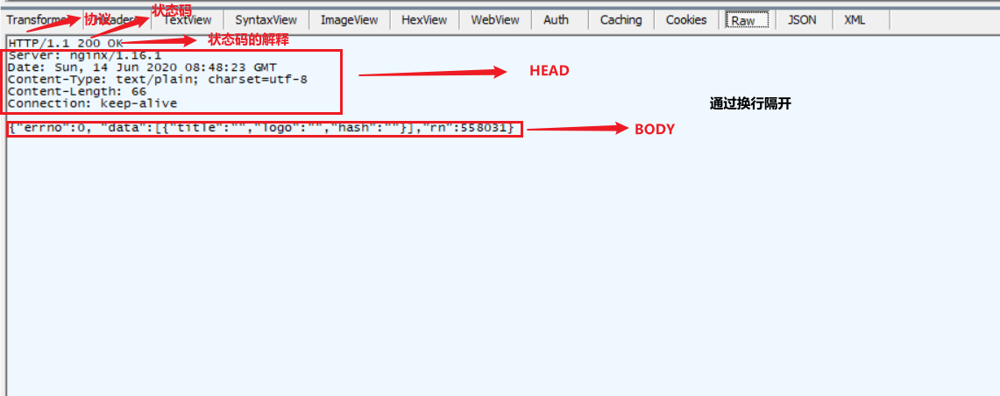 Transformer Headers TextView SyntaxView ImageView HexView WebView Auth Caching Cookies Raw JSON XML
协议
状态码
HTTP/1.1 200 OK
状态码的解释
Server: nginx/1.16.1
Date: Sun, 14 Jun 2020 08:48:23 GMT
Content-Type: text/plain; charset=utf-8
Content-Length: 66
Connection: keep-alive
HEAD
通过换行隔开
{"errno":0, "data":[{"title":"","logo":"","hash":""}],"rn":558031}
BODY